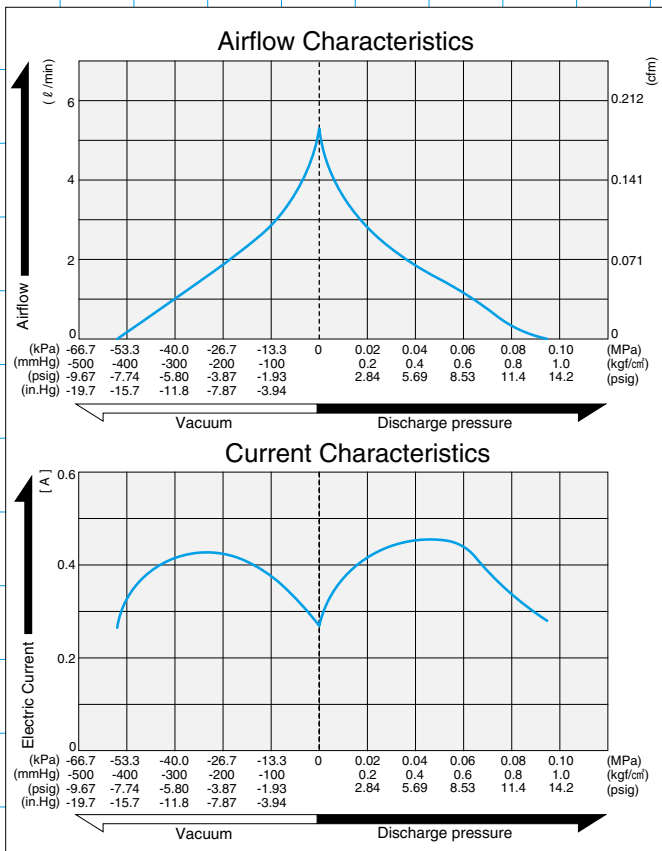 Airflow Characteristics
(ℓ/min)
(cfm)
6
0.212
4
0.141
2
0.071
0
0
Airflow
(kPa) -66.7 -53.3 -40.0 -26.7 -13.3 0 0.02 0.04 0.06 0.08 0.10 (MPa)
(mmHg) -500 -400 -300 -200 -100 0.2 0.4 0.6 0.8 1.0 (kgf/cm²)
(psig) -9.67 -7.74 -5.80 -3.87 -1.93 2.84 5.69 8.53 11.4 14.2 (psig)
(in.Hg) -19.7 -15.7 -11.8 -7.87 -3.94
Vacuum Discharge pressure
Current Characteristics
[A]
0.6
0.4
0.2
0
Electric Current
(kPa) -66.7 -53.3 -40.0 -26.7 -13.3 0 0.02 0.04 0.06 0.08 0.10 (MPa)
(mmHg) -500 -400 -300 -200 -100 0.2 0.4 0.6 0.8 1.0 (kgf/cm²)
(psig) -9.67 -7.74 -5.80 -3.87 -1.93 2.84 5.69 8.53 11.4 14.2 (psig)
(in.Hg) -19.7 -15.7 -11.8 -7.87 -3.94
Vacuum Discharge pressure